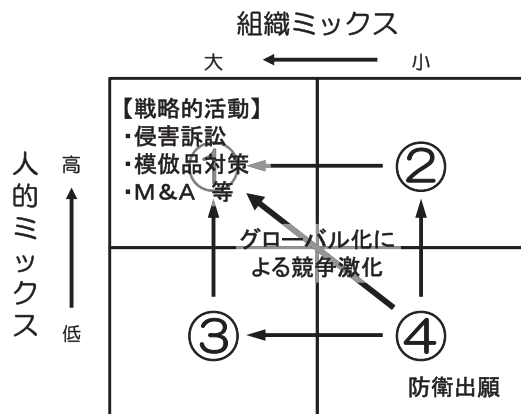 組織ミックス
大
小
【戦略的活動】
・侵害訴訟
・模倣品対策
・M&A 等
①
②
人的ミックス
高
低
グローバル化に
よる競争激化
③
④
防衛出願